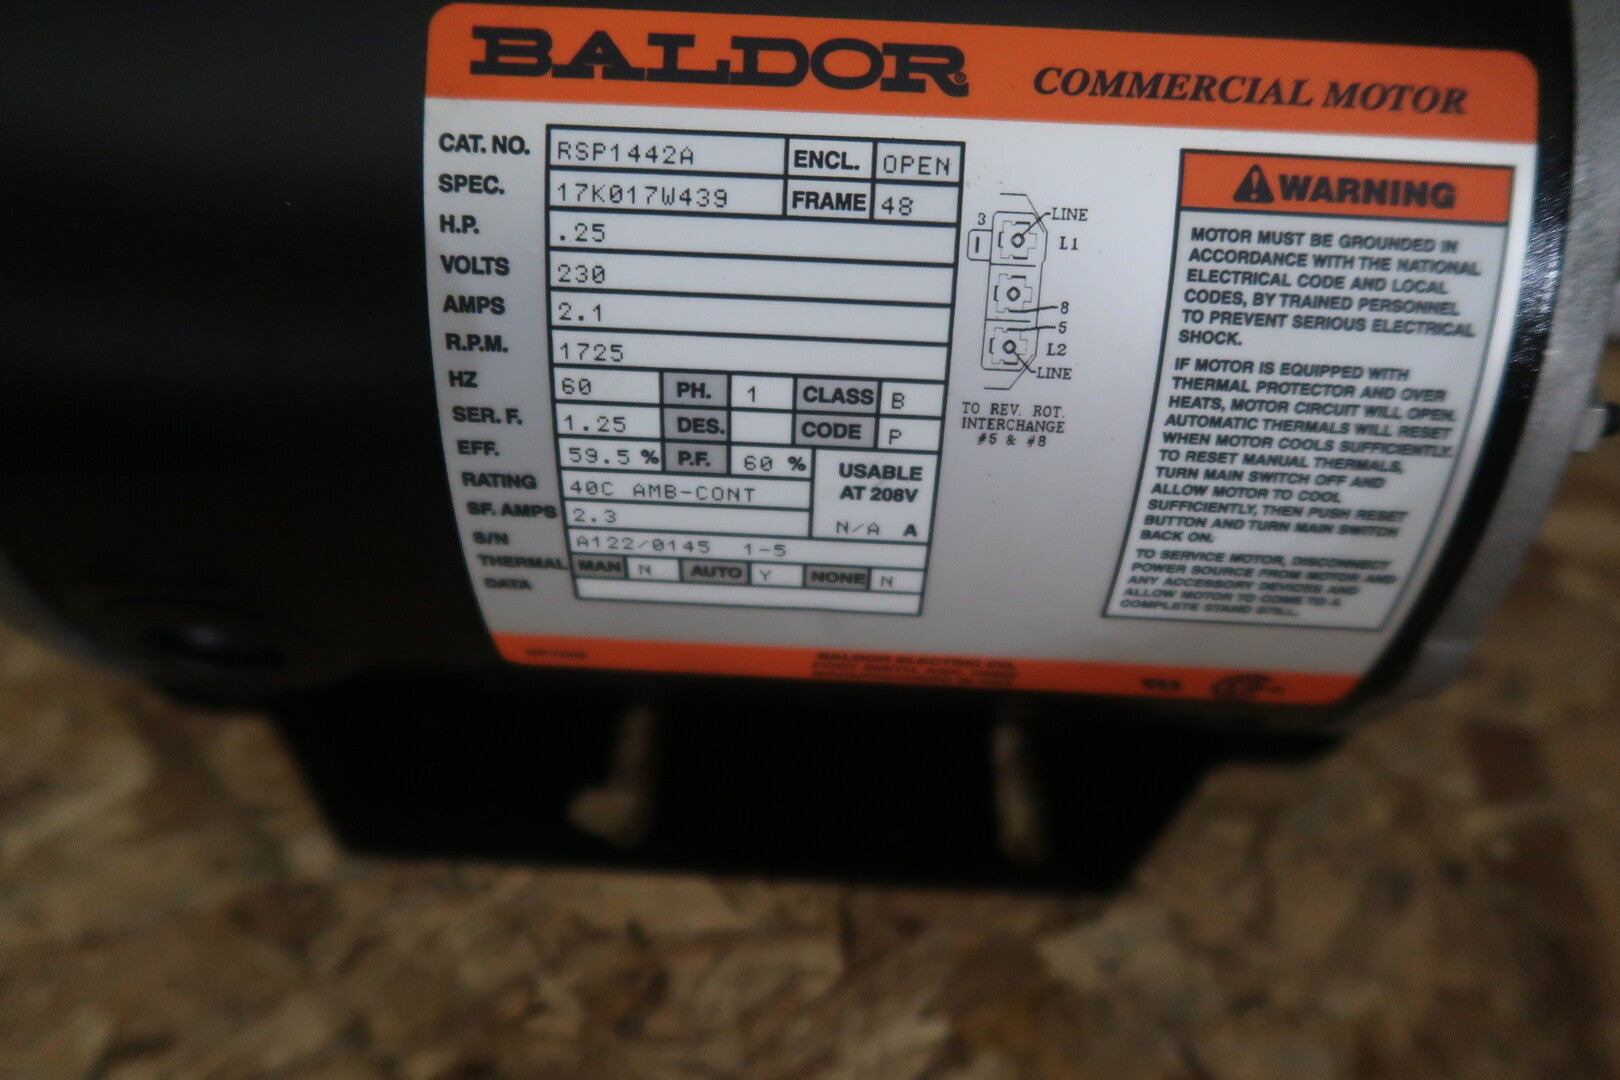 BALDOR® COMMERCIAL MOTOR
CAT. NO. RSP1442A ENCL. OPEN
SPEC. 17K017W439 FRAME 48
H.P. .25
VOLTS 230
AMPS 2.1
R.P.M. 1725
HZ 60 PH. 1 CLASS B
SER. F. 1.25 DES. CODE P
EFF. 59.5 % P.F. 60 %
RATING 40C AMB-CONT
SF. AMPS 2.3
USABLE
AT 208V
N/A A
S/N A122/0145 1-5
THERMAL MAN N AUTO Y NONE N
DATA
LINE
3
1
L1
8
5
L2
LINE
TO REV. ROT.
INTERCHANGE
#5 & #8
WARNING
MOTOR MUST BE GROUNDED IN
ACCORDANCE WITH THE NATIONAL
ELECTRICAL CODE AND LOCAL
CODES, BY TRAINED PERSONNEL
TO PREVENT SERIOUS ELECTRICAL
SHOCK.
IF MOTOR IS EQUIPPED WITH
THERMAL PROTECTOR AND OVER
HEATS, MOTOR CIRCUIT WILL OPEN.
AUTOMATIC THERMALS WILL RESET
WHEN MOTOR COOLS SUFFICIENTLY.
TO RESET MANUAL THERMALS,
TURN MAIN SWITCH OFF AND
ALLOW MOTOR TO COOL
SUFFICIENTLY, THEN PUSH RESET
BUTTON AND TURN MAIN SWITCH
BACK ON.
TO SERVICE MOTOR, DISCONNECT
POWER SOURCE FROM MOTOR AND
ANY ACCESSORY DEVICES AND
ALLOW MOTOR TO COME TO A
COMPLETE STAND STILL.
BALDOR ELECTRIC CO.
FORT SMITH, ARK.